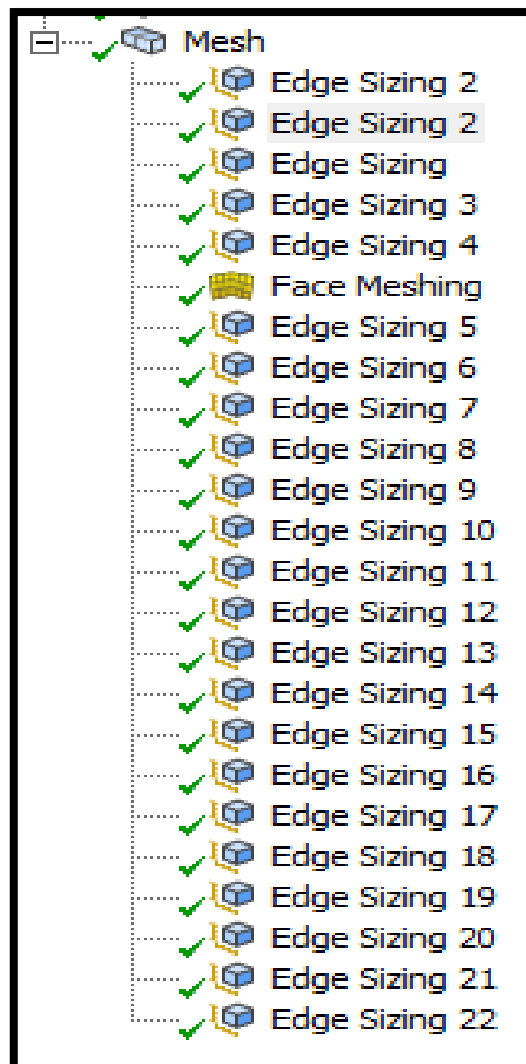 Mesh
Edge Sizing 2
Edge Sizing 2
Edge Sizing
Edge Sizing 3
Edge Sizing 4
Face Meshing
Edge Sizing 5
Edge Sizing 6
Edge Sizing 7
Edge Sizing 8
Edge Sizing 9
Edge Sizing 10
Edge Sizing 11
Edge Sizing 12
Edge Sizing 13
Edge Sizing 14
Edge Sizing 15
Edge Sizing 16
Edge Sizing 17
Edge Sizing 18
Edge Sizing 19
Edge Sizing 20
Edge Sizing 21
Edge Sizing 22